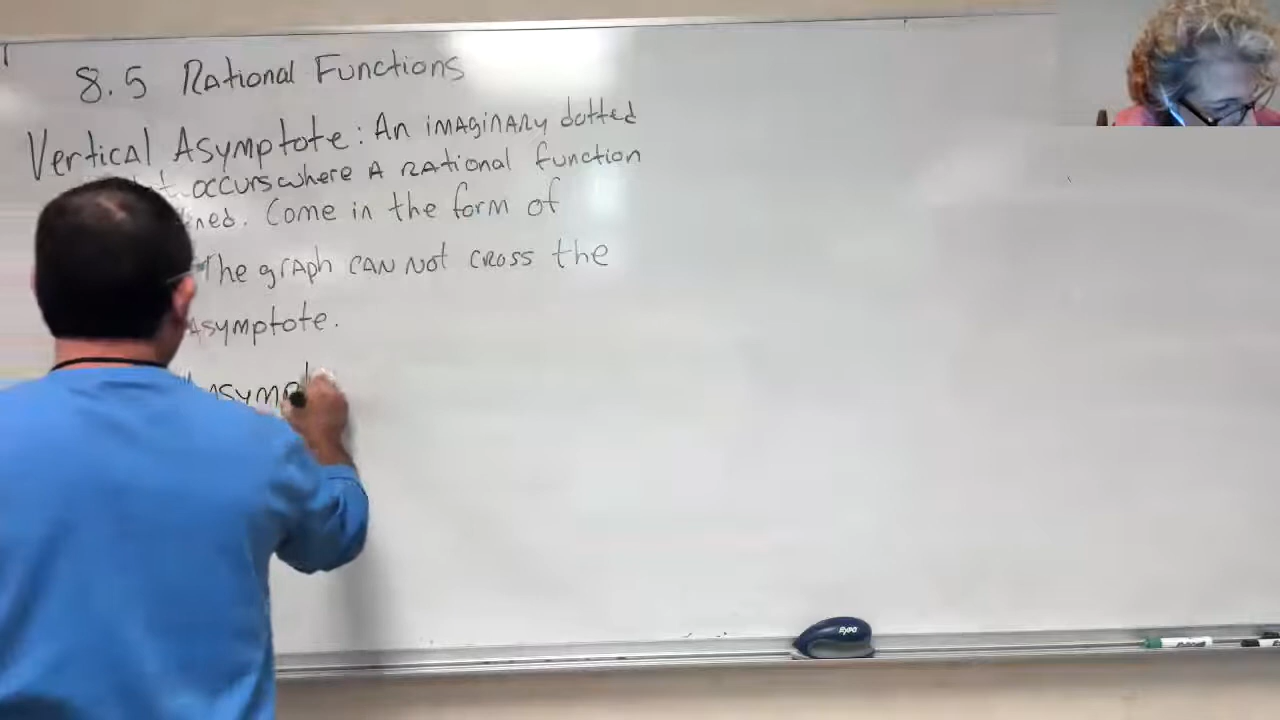 8.5 Rational Functions
Vertical Asymptote: An imaginary dotted
occurs where A rational function
Come in the form of
The graph can not cross the
Asymptote.
EXPO